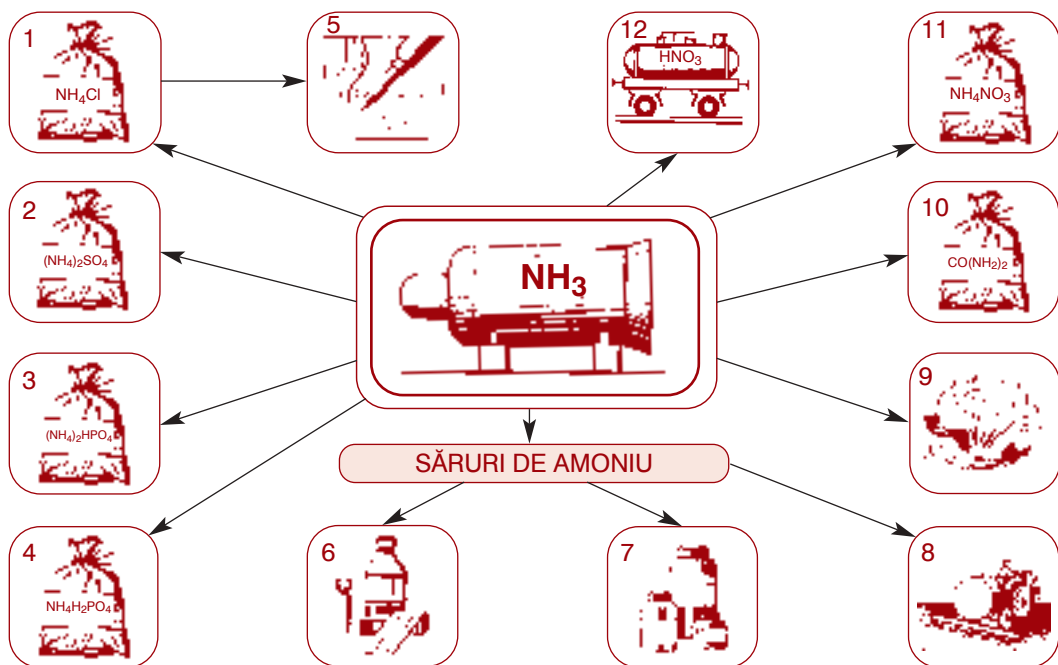 1
NH₄Cl
5
12
HNO₃
11
NH₄NO₃
2
(NH₄)₂SO₄
NH₃
10
CO(NH₂)₂
3
(NH₄)₂HPO₄
9
SĂRURI DE AMONIU
4
NH₄H₂PO₄
6
7
8